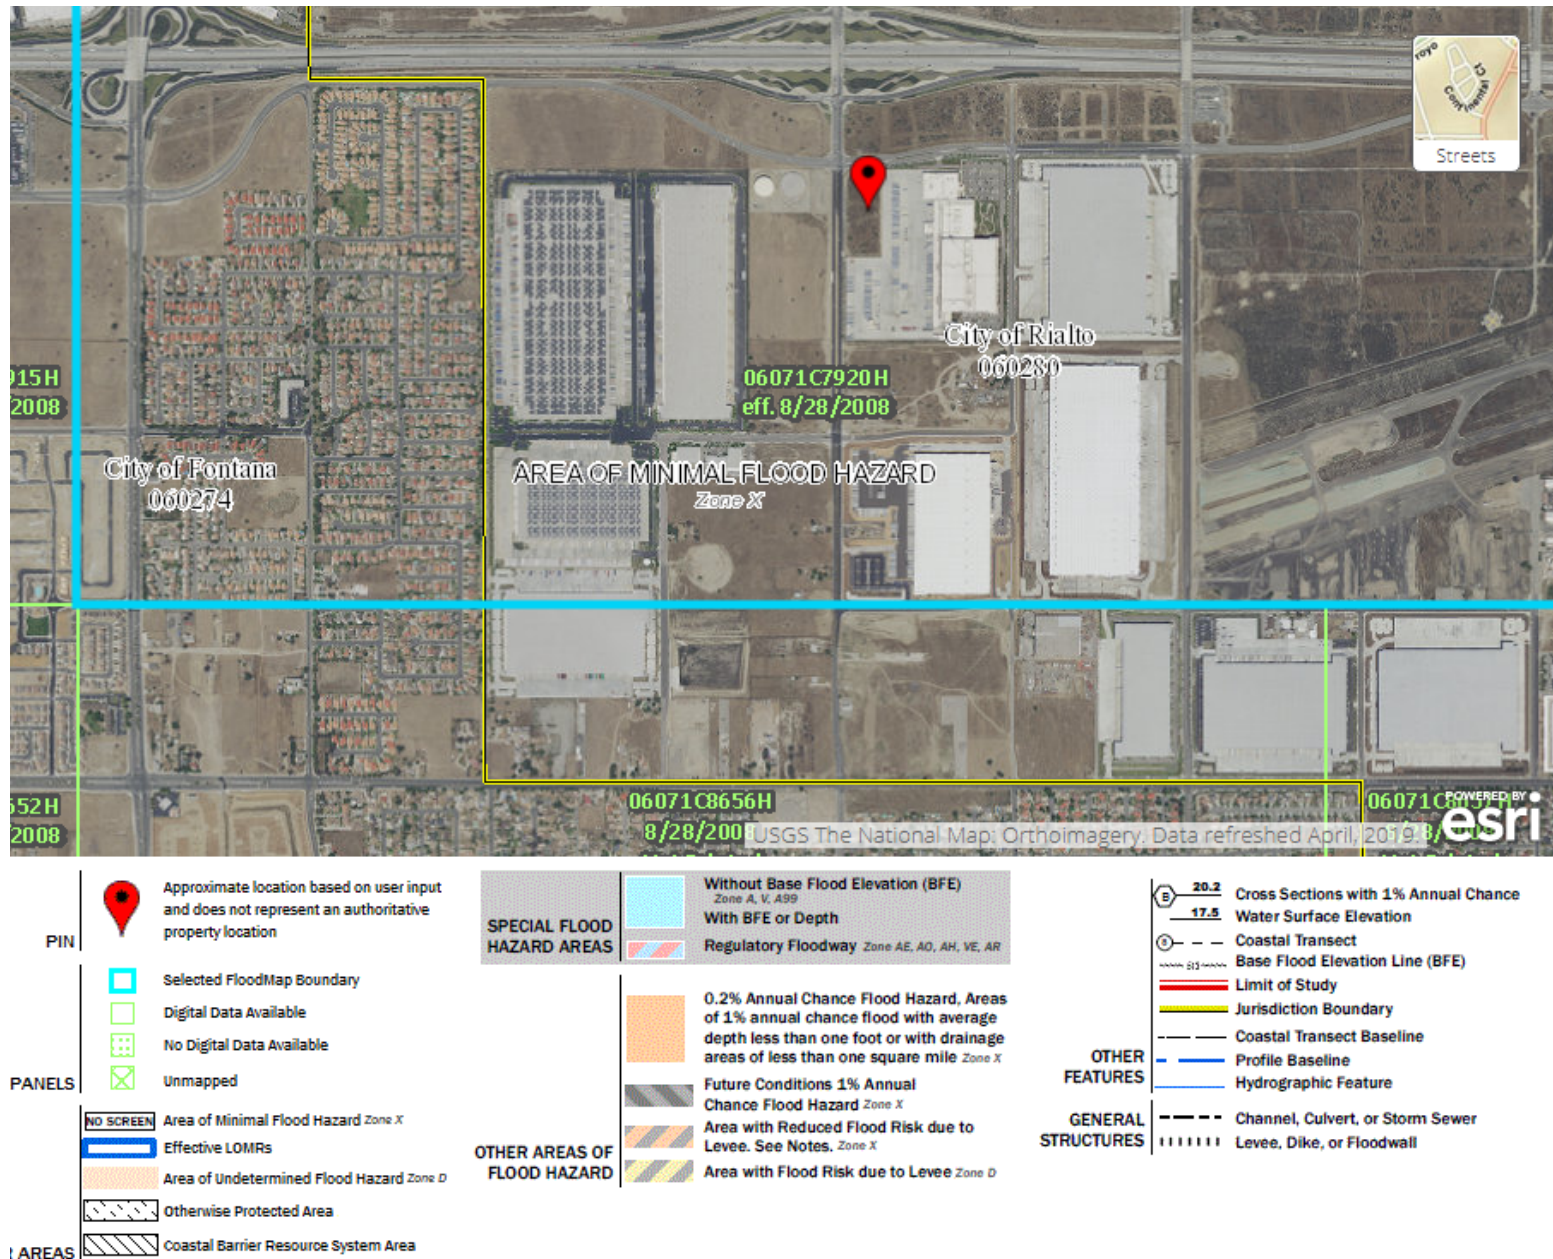 royo
Continental Ct
Streets
915H
2008
06071C7920H
eff. 8/28/2008
City of Rialto
060280
City of Fontana
060274
AREA OF MINIMAL FLOOD HAZARD
Zone X
552H
2008
06071C8656H
8/28/2008
POWERED BY
esri
USGS The National Map: Orthoimagery. Data refreshed April, 2019.
PIN
Approximate location based on user input
and does not represent an authoritative
property location
PANELS
Selected FloodMap Boundary
Digital Data Available
No Digital Data Available
Unmapped
NO SCREEN Area of Minimal Flood Hazard Zone X
Effective LOMRs
Area of Undetermined Flood Hazard Zone D
Otherwise Protected Area
Coastal Barrier Resource System Area
AREAS
SPECIAL FLOOD
HAZARD AREAS
Without Base Flood Elevation (BFE)
Zone A, V, A99
With BFE or Depth
Regulatory Floodway Zone AE, AO, AH, VE, AR
0.2% Annual Chance Flood Hazard, Areas
of 1% annual chance flood with average
depth less than one foot or with drainage
areas of less than one square mile Zone X
Future Conditions 1% Annual
Chance Flood Hazard Zone X
Area with Reduced Flood Risk due to
Levee. See Notes. Zone X
Area with Flood Risk due to Levee Zone D
OTHER AREAS OF
FLOOD HAZARD
B 20.2 Cross Sections with 1% Annual Chance
17.5 Water Surface Elevation
8 Coastal Transect
513 Base Flood Elevation Line (BFE)
Limit of Study
Jurisdiction Boundary
Coastal Transect Baseline
Profile Baseline
Hydrographic Feature
OTHER
FEATURES
GENERAL
STRUCTURES
Channel, Culvert, or Storm Sewer
Levee, Dike, or Floodwall